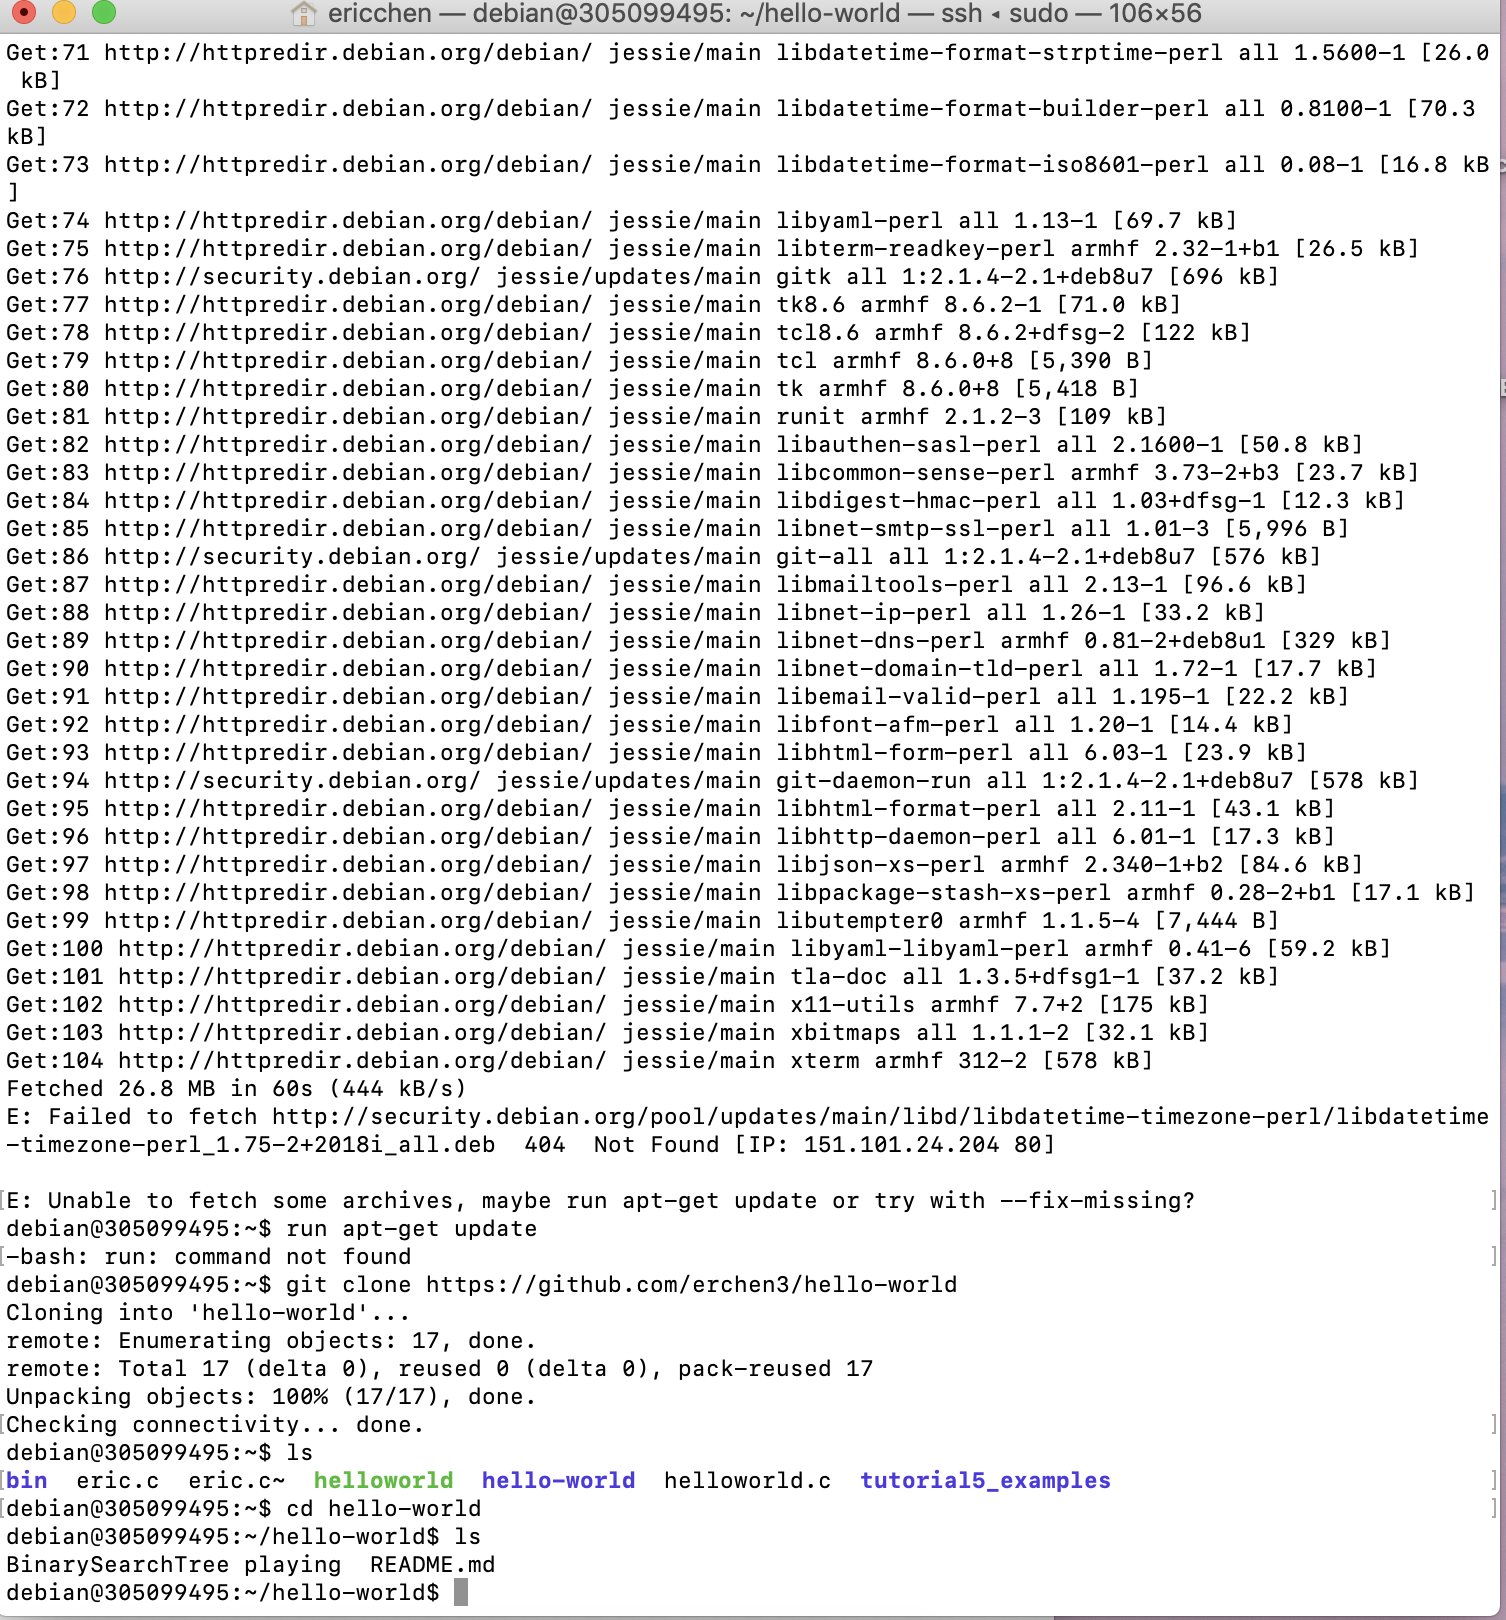 ericchen — debian@305099495: ~/hello-world — ssh ◂ sudo — 106×56
Get:71 http://httpredir.debian.org/debian/ jessie/main libdatetime-format-strptime-perl all 1.5600-1 [26.0
 kB]
Get:72 http://httpredir.debian.org/debian/ jessie/main libdatetime-format-builder-perl all 0.8100-1 [70.3
kB]
Get:73 http://httpredir.debian.org/debian/ jessie/main libdatetime-format-iso8601-perl all 0.08-1 [16.8 kB
]
Get:74 http://httpredir.debian.org/debian/ jessie/main libyaml-perl all 1.13-1 [69.7 kB]
Get:75 http://httpredir.debian.org/debian/ jessie/main libterm-readkey-perl armhf 2.32-1+b1 [26.5 kB]
Get:76 http://security.debian.org/ jessie/updates/main gitk all 1:2.1.4-2.1+deb8u7 [696 kB]
Get:77 http://httpredir.debian.org/debian/ jessie/main tk8.6 armhf 8.6.2-1 [71.0 kB]
Get:78 http://httpredir.debian.org/debian/ jessie/main tcl8.6 armhf 8.6.2+dfsg-2 [122 kB]
Get:79 http://httpredir.debian.org/debian/ jessie/main tcl armhf 8.6.0+8 [5,390 B]
Get:80 http://httpredir.debian.org/debian/ jessie/main tk armhf 8.6.0+8 [5,418 B]
Get:81 http://httpredir.debian.org/debian/ jessie/main runit armhf 2.1.2-3 [109 kB]
Get:82 http://httpredir.debian.org/debian/ jessie/main libauthen-sasl-perl all 2.1600-1 [50.8 kB]
Get:83 http://httpredir.debian.org/debian/ jessie/main libcommon-sense-perl armhf 3.73-2+b3 [23.7 kB]
Get:84 http://httpredir.debian.org/debian/ jessie/main libdigest-hmac-perl all 1.03+dfsg-1 [12.3 kB]
Get:85 http://httpredir.debian.org/debian/ jessie/main libnet-smtp-ssl-perl all 1.01-3 [5,996 B]
Get:86 http://security.debian.org/ jessie/updates/main git-all all 1:2.1.4-2.1+deb8u7 [576 kB]
Get:87 http://httpredir.debian.org/debian/ jessie/main libmailtools-perl all 2.13-1 [96.6 kB]
Get:88 http://httpredir.debian.org/debian/ jessie/main libnet-ip-perl all 1.26-1 [33.2 kB]
Get:89 http://httpredir.debian.org/debian/ jessie/main libnet-dns-perl armhf 0.81-2+deb8u1 [329 kB]
Get:90 http://httpredir.debian.org/debian/ jessie/main libnet-domain-tld-perl all 1.72-1 [17.7 kB]
Get:91 http://httpredir.debian.org/debian/ jessie/main libemail-valid-perl all 1.195-1 [22.2 kB]
Get:92 http://httpredir.debian.org/debian/ jessie/main libfont-afm-perl all 1.20-1 [14.4 kB]
Get:93 http://httpredir.debian.org/debian/ jessie/main libhtml-form-perl all 6.03-1 [23.9 kB]
Get:94 http://security.debian.org/ jessie/updates/main git-daemon-run all 1:2.1.4-2.1+deb8u7 [578 kB]
Get:95 http://httpredir.debian.org/debian/ jessie/main libhtml-format-perl all 2.11-1 [43.1 kB]
Get:96 http://httpredir.debian.org/debian/ jessie/main libhttp-daemon-perl all 6.01-1 [17.3 kB]
Get:97 http://httpredir.debian.org/debian/ jessie/main libjson-xs-perl armhf 2.340-1+b2 [84.6 kB]
Get:98 http://httpredir.debian.org/debian/ jessie/main libpackage-stash-xs-perl armhf 0.28-2+b1 [17.1 kB]
Get:99 http://httpredir.debian.org/debian/ jessie/main libutempter0 armhf 1.1.5-4 [7,444 B]
Get:100 http://httpredir.debian.org/debian/ jessie/main libyaml-libyaml-perl armhf 0.41-6 [59.2 kB]
Get:101 http://httpredir.debian.org/debian/ jessie/main tla-doc all 1.3.5+dfsg1-1 [37.2 kB]
Get:102 http://httpredir.debian.org/debian/ jessie/main x11-utils armhf 7.7+2 [175 kB]
Get:103 http://httpredir.debian.org/debian/ jessie/main xbitmaps all 1.1.1-2 [32.1 kB]
Get:104 http://httpredir.debian.org/debian/ jessie/main xterm armhf 312-2 [578 kB]
Fetched 26.8 MB in 60s (444 kB/s)
E: Failed to fetch http://security.debian.org/pool/updates/main/libd/libdatetime-timezone-perl/libdatetime
-timezone-perl_1.75-2+2018i_all.deb  404  Not Found [IP: 151.101.24.204 80]

E: Unable to fetch some archives, maybe run apt-get update or try with --fix-missing?
debian@305099495:~$ run apt-get update
-bash: run: command not found
debian@305099495:~$ git clone https://github.com/erchen3/hello-world
Cloning into 'hello-world'...
remote: Enumerating objects: 17, done.
remote: Total 17 (delta 0), reused 0 (delta 0), pack-reused 17
Unpacking objects: 100% (17/17), done.
Checking connectivity... done.
debian@305099495:~$ ls
bin  eric.c  eric.c~  helloworld  hello-world  helloworld.c  tutorial5_examples
debian@305099495:~$ cd hello-world
debian@305099495:~/hello-world$ ls
BinarySearchTree playing  README.md
debian@305099495:~/hello-world$